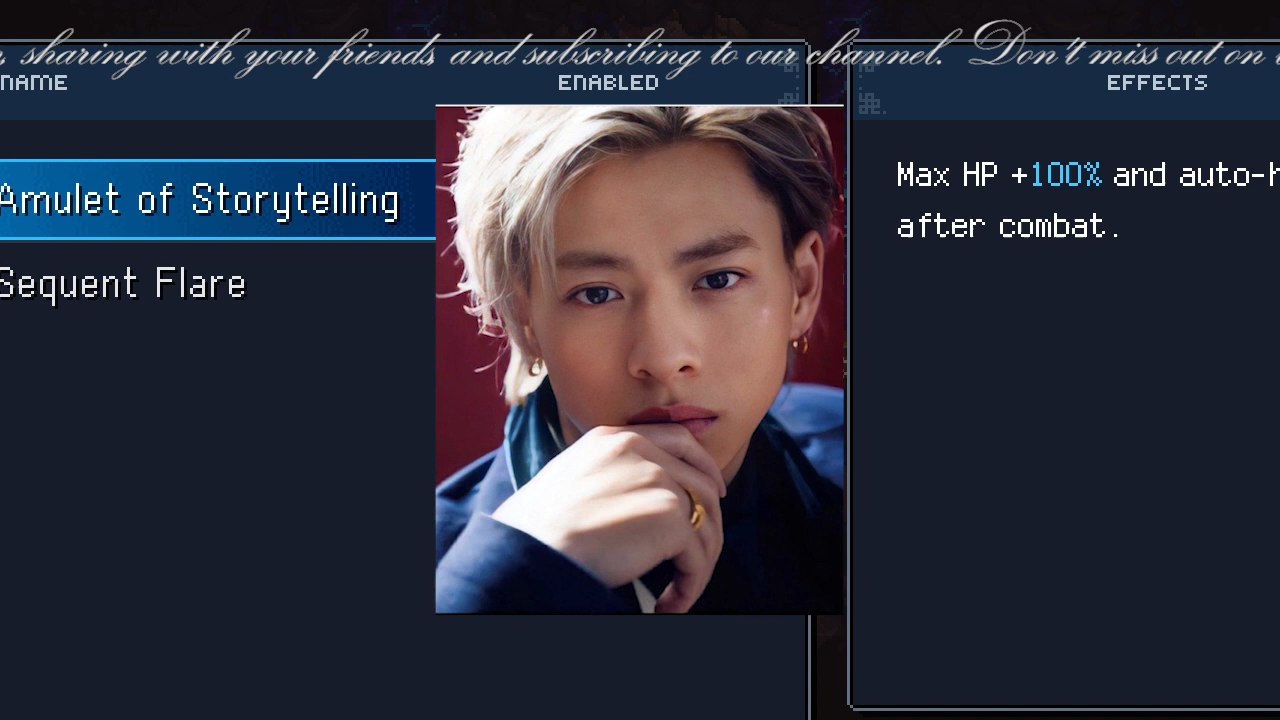 sharing with your friends and subscribing to our channel. Don't miss out on
NAME
ENABLED
EFFECTS
Amulet of Storytelling
Sequent Flare
Max HP +100% and auto-h
after combat.